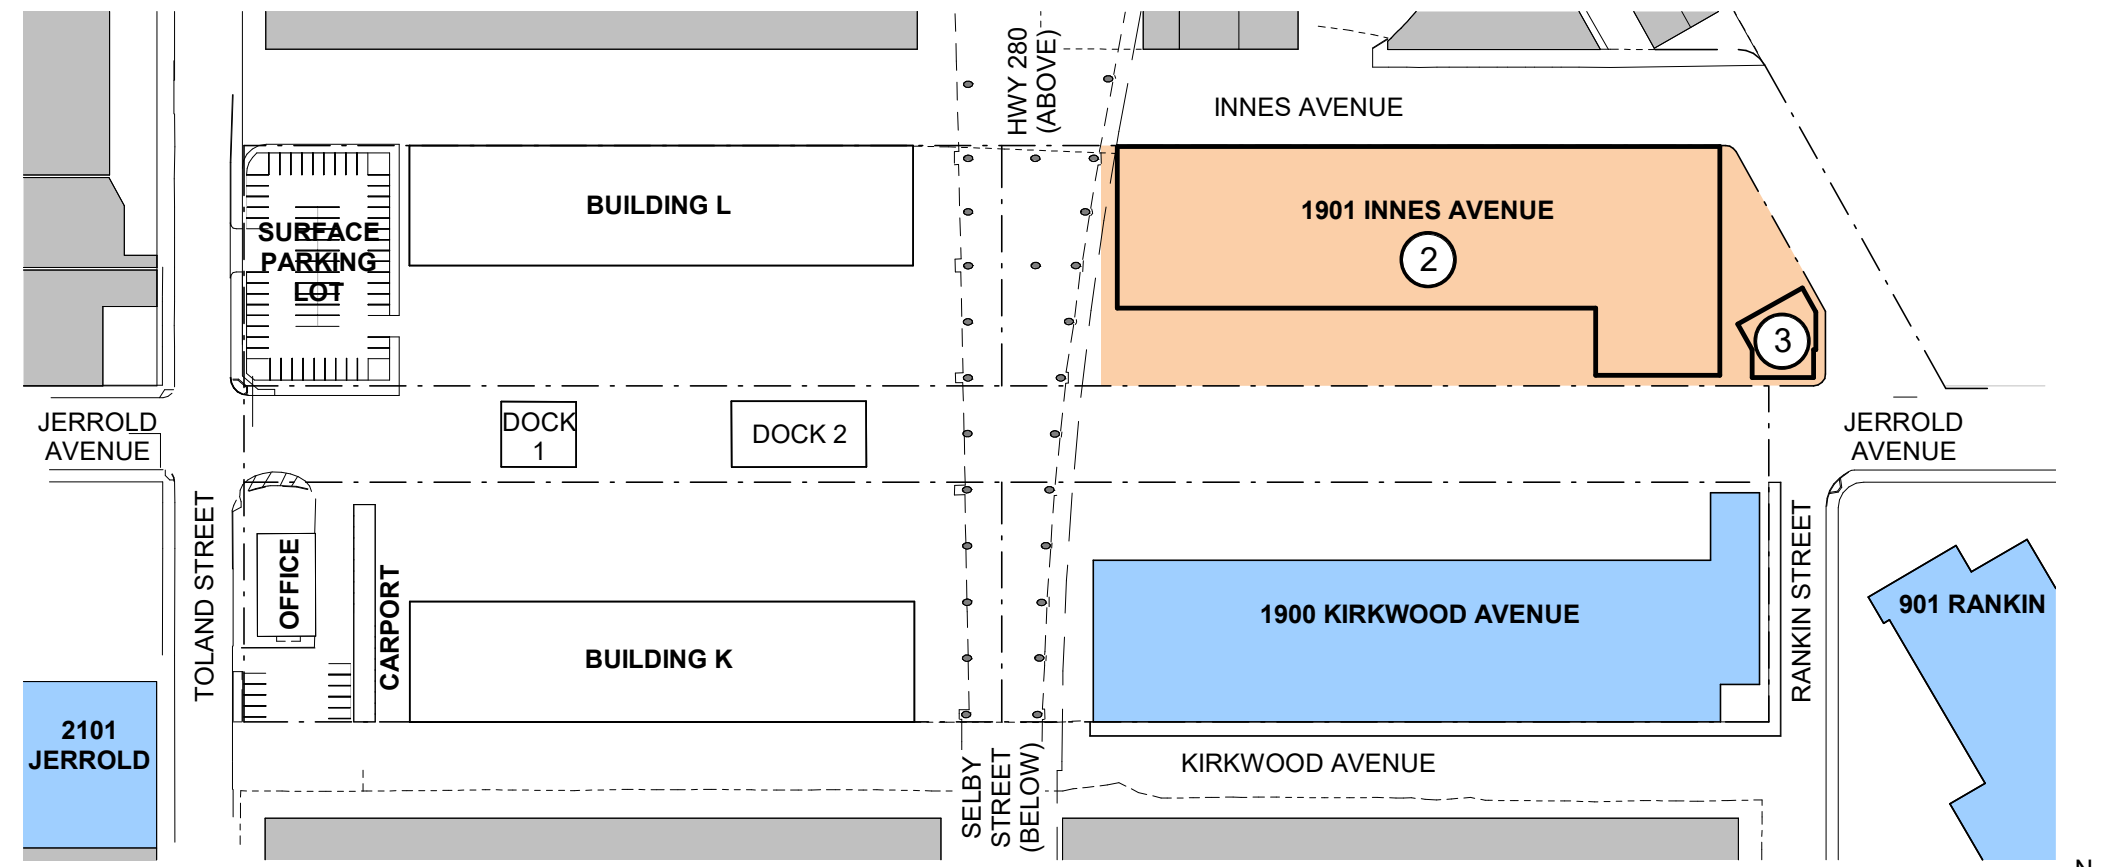 HWY 280
(ABOVE)
INNES AVENUE
BUILDING L
1901 INNES AVENUE
2
SURFACE
PARKING
LOT
3
JERROLD
AVENUE
DOCK
1
DOCK 2
JERROLD
AVENUE
TOLAND STREET
OFFICE
CARPORT
BUILDING K
1900 KIRKWOOD AVENUE
RANKIN STREET
901 RANKIN
2101
JERROLD
SELBY
STREET
(BELOW)
KIRKWOOD AVENUE
N